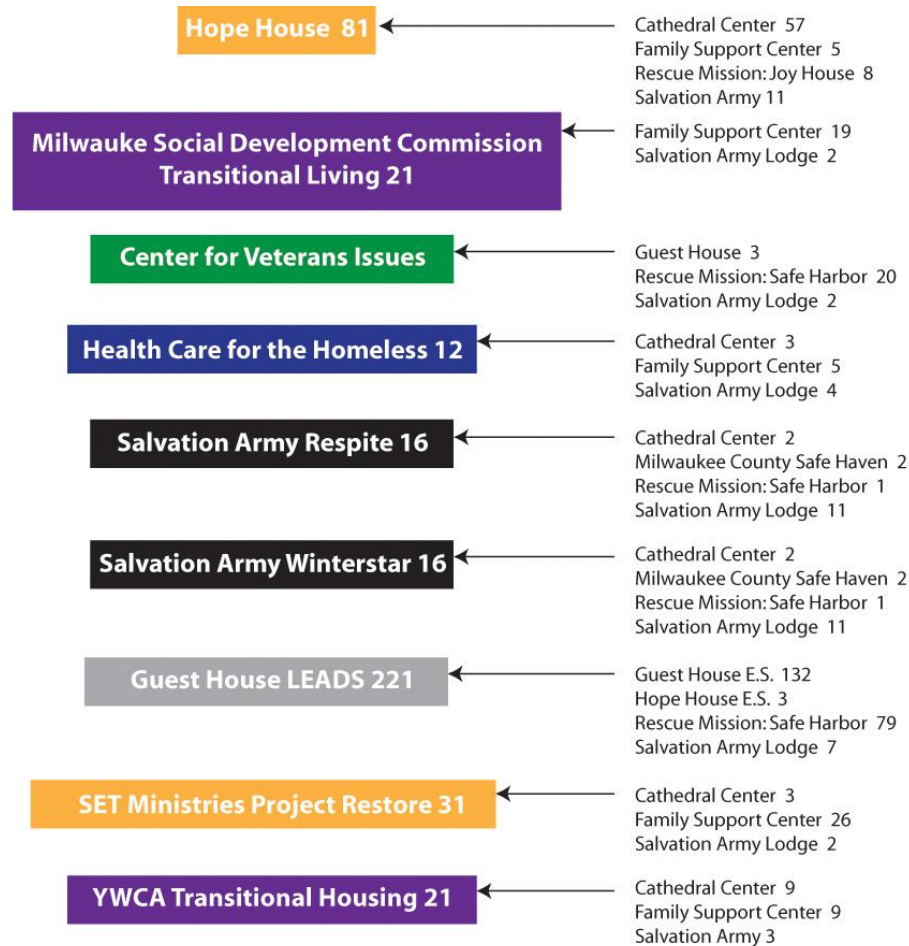 Hope House 81
Cathedral Center 57
Family Support Center 5
Rescue Mission: Joy House 8
Salvation Army 11
Milwauke Social Development Commission
Transitional Living 21
Family Support Center 19
Salvation Army Lodge 2
Center for Veterans Issues
Guest House 3
Rescue Mission: Safe Harbor 20
Salvation Army Lodge 2
Health Care for the Homeless 12
Cathedral Center 3
Family Support Center 5
Salvation Army Lodge 4
Salvation Army Respite 16
Cathedral Center 2
Milwaukee County Safe Haven 2
Rescue Mission: Safe Harbor 1
Salvation Army Lodge 11
Salvation Army Winterstar 16
Cathedral Center 2
Milwaukee County Safe Haven 2
Rescue Mission: Safe Harbor 1
Salvation Army Lodge 11
Guest House LEADS 221
Guest House E.S. 132
Hope House E.S. 3
Rescue Mission: Safe Harbor 79
Salvation Army Lodge 7
SET Ministries Project Restore 31
Cathedral Center 3
Family Support Center 26
Salvation Army Lodge 2
YWCA Transitional Housing 21
Cathedral Center 9
Family Support Center 9
Salvation Army 3